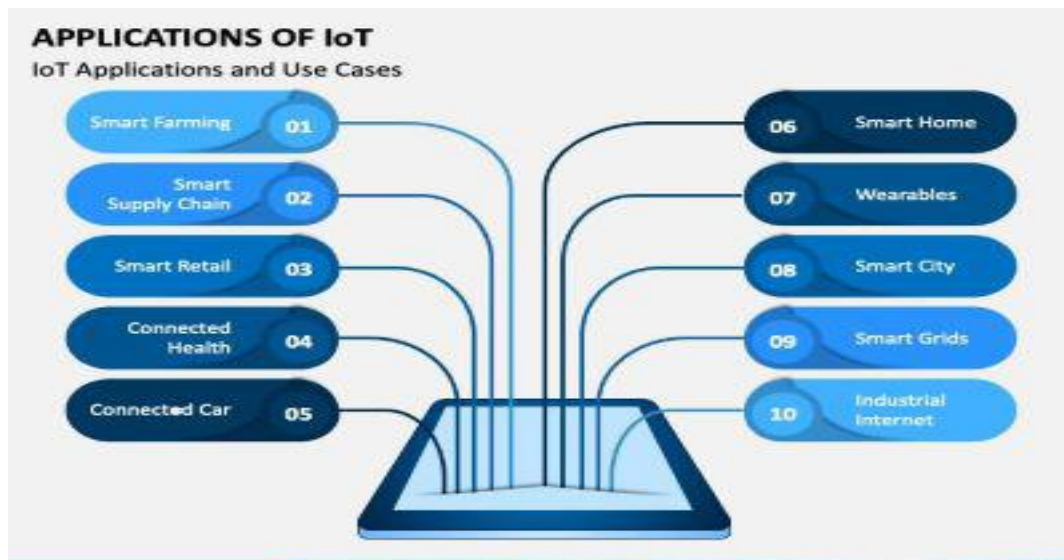 APPLICATIONS OF IoT
IoT Applications and Use Cases
Smart Farming 01
Smart
Supply Chain 02
Smart Retail 03
Connected
Health 04
Connected Car 05
06 Smart Home
07 Wearables
08 Smart City
09 Smart Grids
10 Industrial
Internet